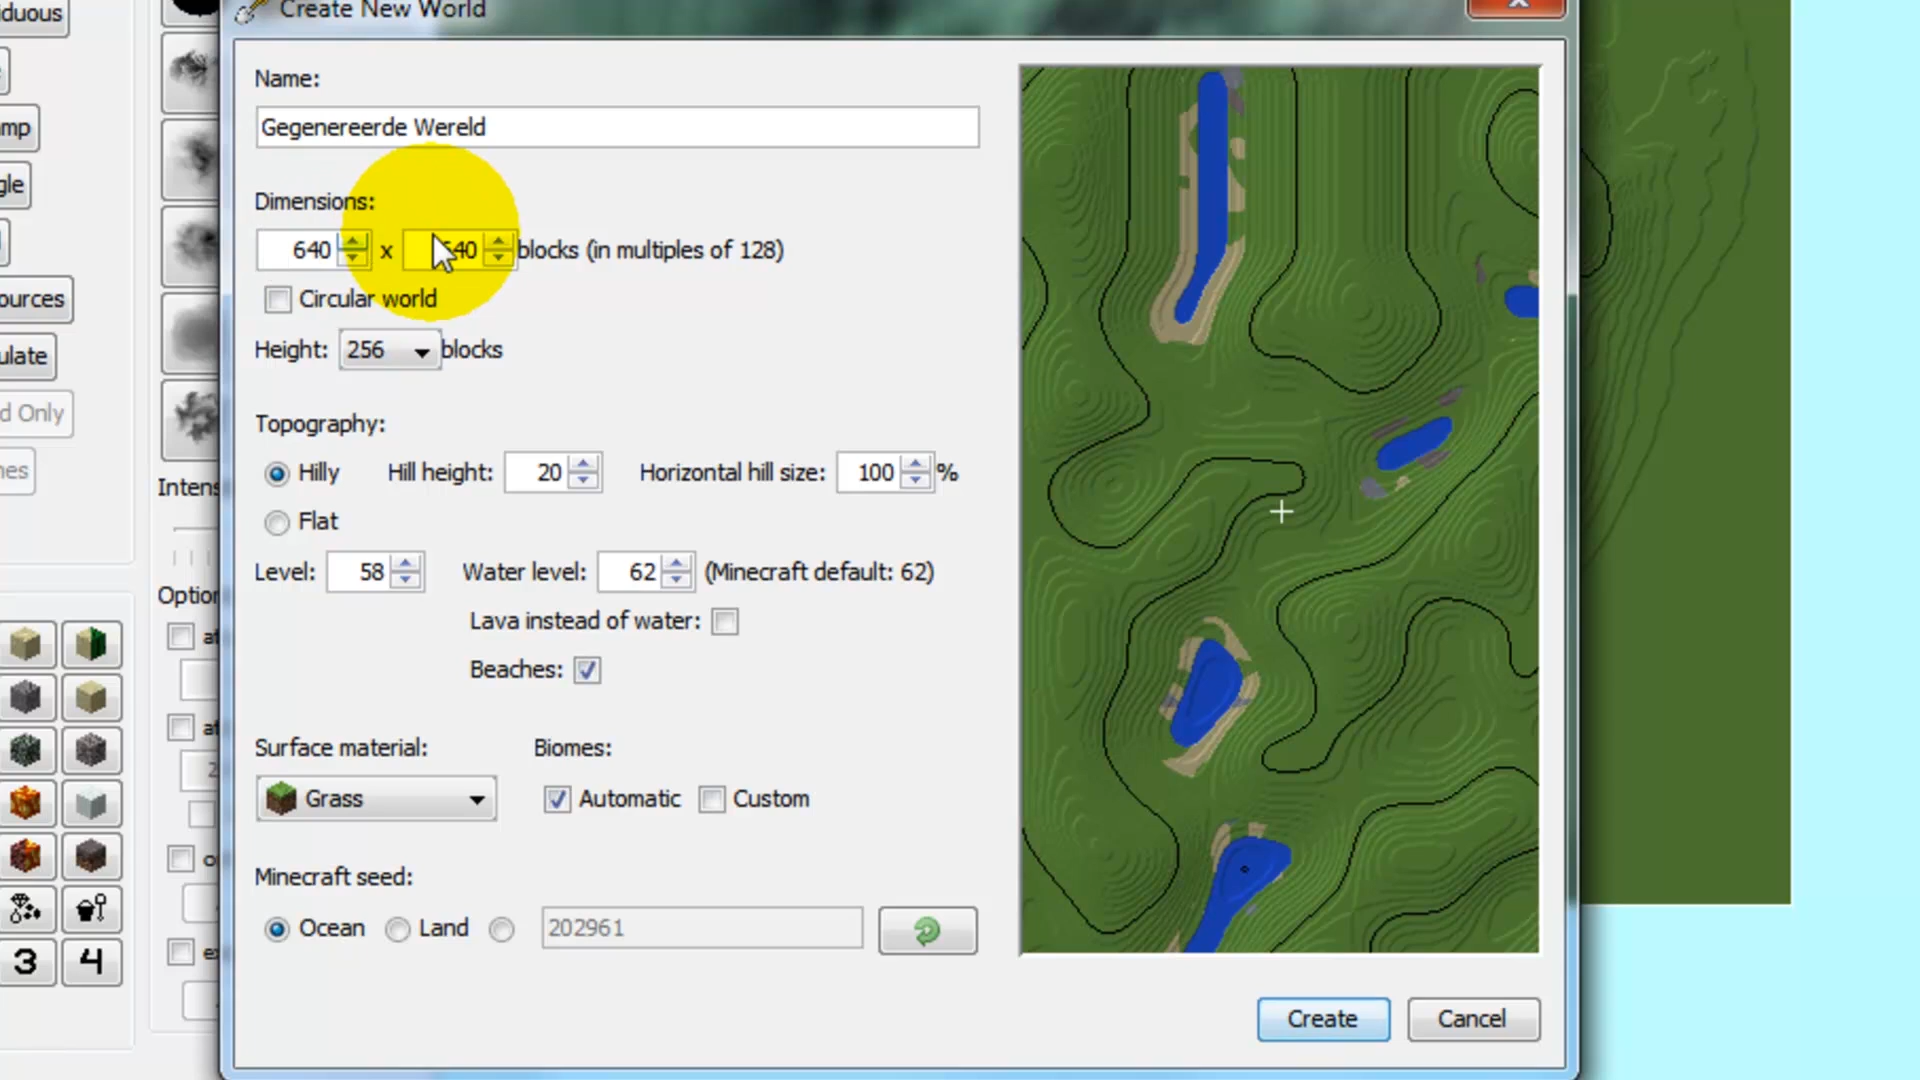 Create New World
Name:
Gegenereerde Wereld
Dimensions:
640 x 640 blocks (in multiples of 128)
Circular world
Height: 256 blocks
Topography:
Hilly Hill height: 20 Horizontal hill size: 100 %
Flat
Level: 58 Water level: 62 (Minecraft default: 62)
Lava instead of water:
Beaches:
Surface material: Biomes:
Grass Automatic Custom
Minecraft seed:
Ocean Land 202961
Create Cancel
3 4